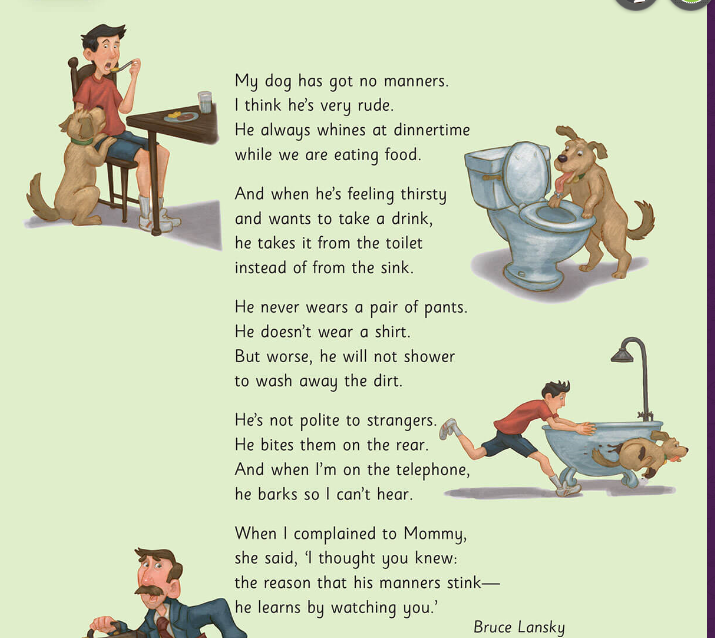 My dog has got no manners.
I think he's very rude.
He always whines at dinnertime
while we are eating food.
And when he's feeling thirsty
and wants to take a drink,
he takes it from the toilet
instead of from the sink.
He never wears a pair of pants.
He doesn't wear a shirt.
But worse, he will not shower
to wash away the dirt.
He's not polite to strangers.
He bites them on the rear.
And when I'm on the telephone,
he barks so I can't hear.
When I complained to Mommy,
she said, 'I thought you knew:
the reason that his manners stink—
he learns by watching you.'
Bruce Lansky